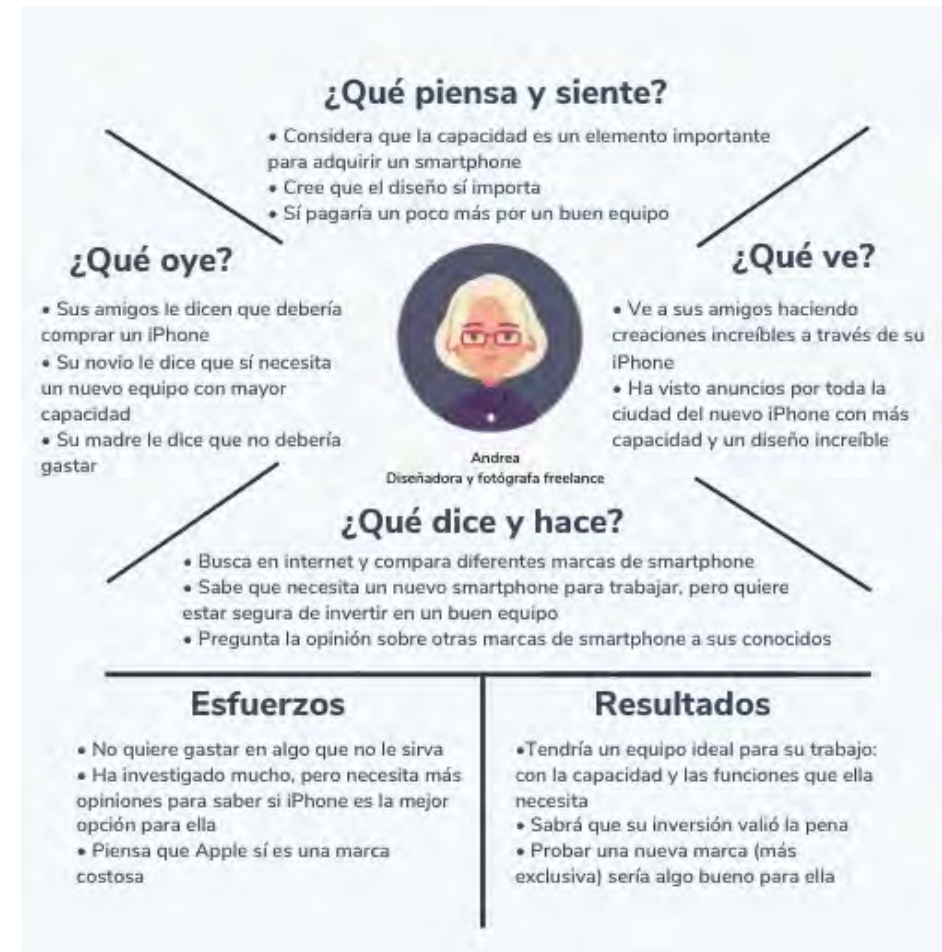 ¿Qué piensa y siente?
• Considera que la capacidad es un elemento importante
para adquirir un smartphone
• Cree que el diseño sí importa
• Sí pagaría un poco más por un buen equipo
¿Qué oye?
• Sus amigos le dicen que debería
comprar un iPhone
• Su novio le dice que sí necesita
un nuevo equipo con mayor
capacidad
• Su madre le dice que no debería
gastar
¿Qué ve?
• Ve a sus amigos haciendo
creaciones increíbles a través de su
iPhone
• Ha visto anuncios por toda la
ciudad del nuevo iPhone con más
capacidad y un diseño increíble
Andrea
Diseñadora y fotógrafa freelance
¿Qué dice y hace?
• Busca en internet y compara diferentes marcas de smartphone
• Sabe que necesita un nuevo smartphone para trabajar, pero quiere
estar segura de invertir en un buen equipo
• Pregunta la opinión sobre otras marcas de smartphone a sus conocidos
Esfuerzos
• No quiere gastar en algo que no le sirva
• Ha investigado mucho, pero necesita más
opiniones para saber si iPhone es la mejor
opción para ella
• Piensa que Apple sí es una marca
costosa
Resultados
•Tendría un equipo ideal para su trabajo:
con la capacidad y las funciones que ella
necesita
• Sabrá que su inversión valió la pena
• Probar una nueva marca (más
exclusiva) sería algo bueno para ella